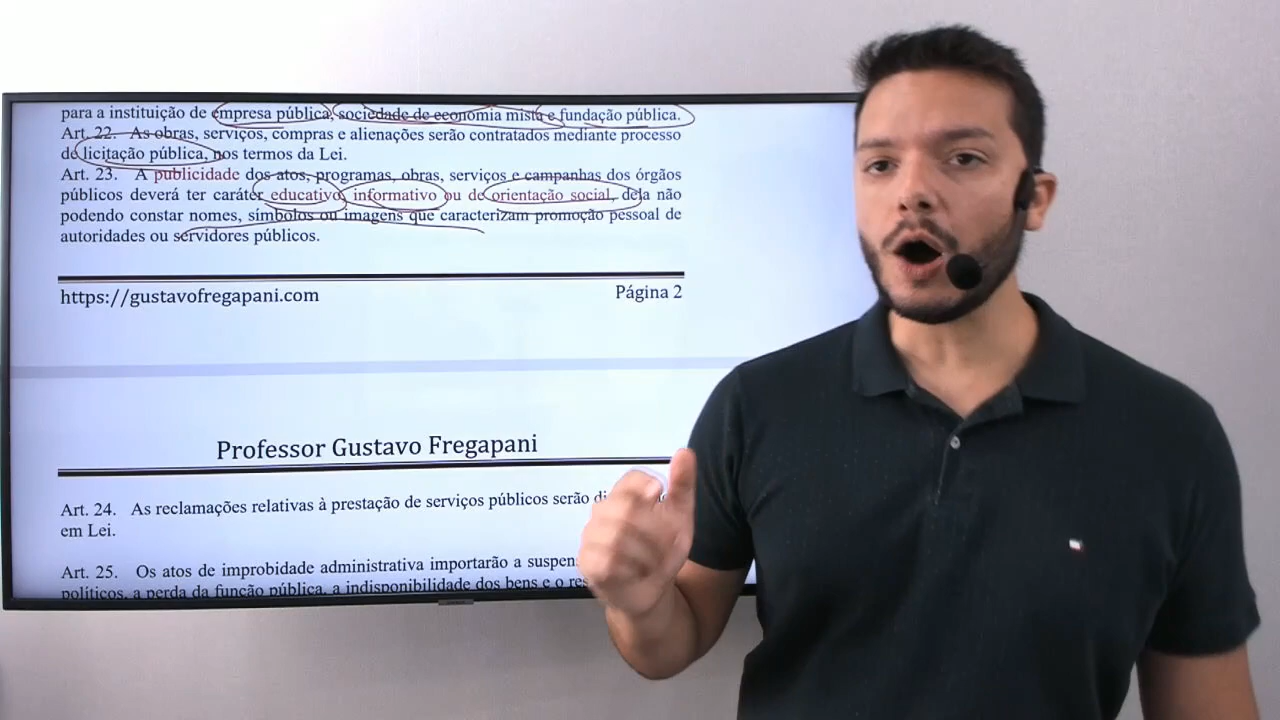 para a instituição de empresa pública, sociedade de economia mista e fundação pública.
Art. 22. As obras, serviços, compras e alienações serão contratados mediante processo
de licitação pública, nos termos da Lei.
Art. 23. A publicidade dos atos, programas, obras, serviços e campanhas dos órgãos
públicos deverá ter caráter educativo, informativo ou de orientação social, dela não
podendo constar nomes, símbolos ou imagens que caracterizam promoção pessoal de
autoridades ou servidores públicos.
https://gustavofregapani.com Página 2
Professor Gustavo Fregapani
Art. 24. As reclamações relativas à prestação de serviços públicos serão
em Lei.
Art. 25. Os atos de improbidade administrativa importarão a
políticos, a perda da função pública, a indisponibilidade dos bens e o